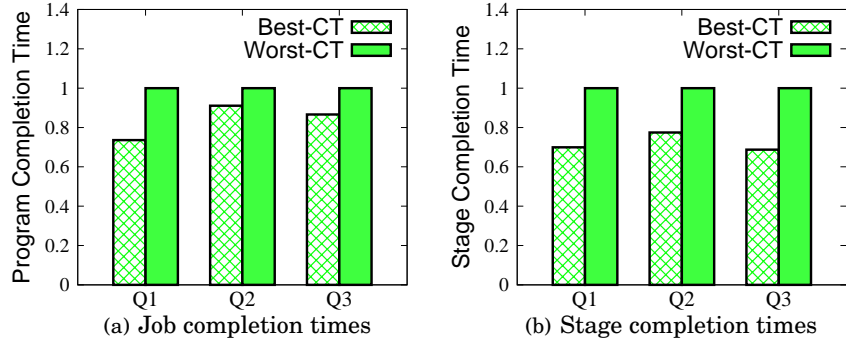 Program Completion Time
1.4
1.2
1
0.8
0.6
0.4
0.2
0
Best-CT
Worst-CT
Q1 Q2 Q3
(a) Job completion times
Stage Completion Time
1.4
1.2
1
0.8
0.6
0.4
0.2
0
Best-CT
Worst-CT
Q1 Q2 Q3
(b) Stage completion times